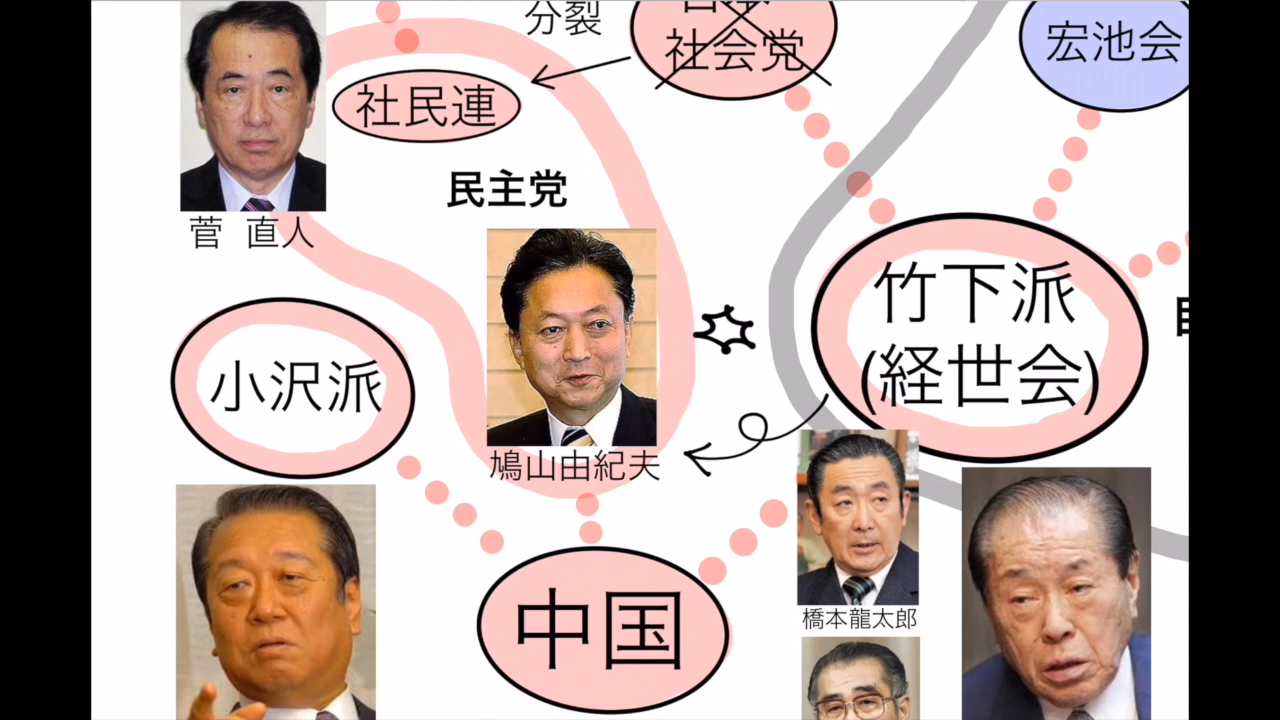 分裂
日本
社会党
宏池会
社民連
民主党
菅 直人
竹下派
(経世会)
小沢派
鳩山由紀夫
中国
橋本龍太郎